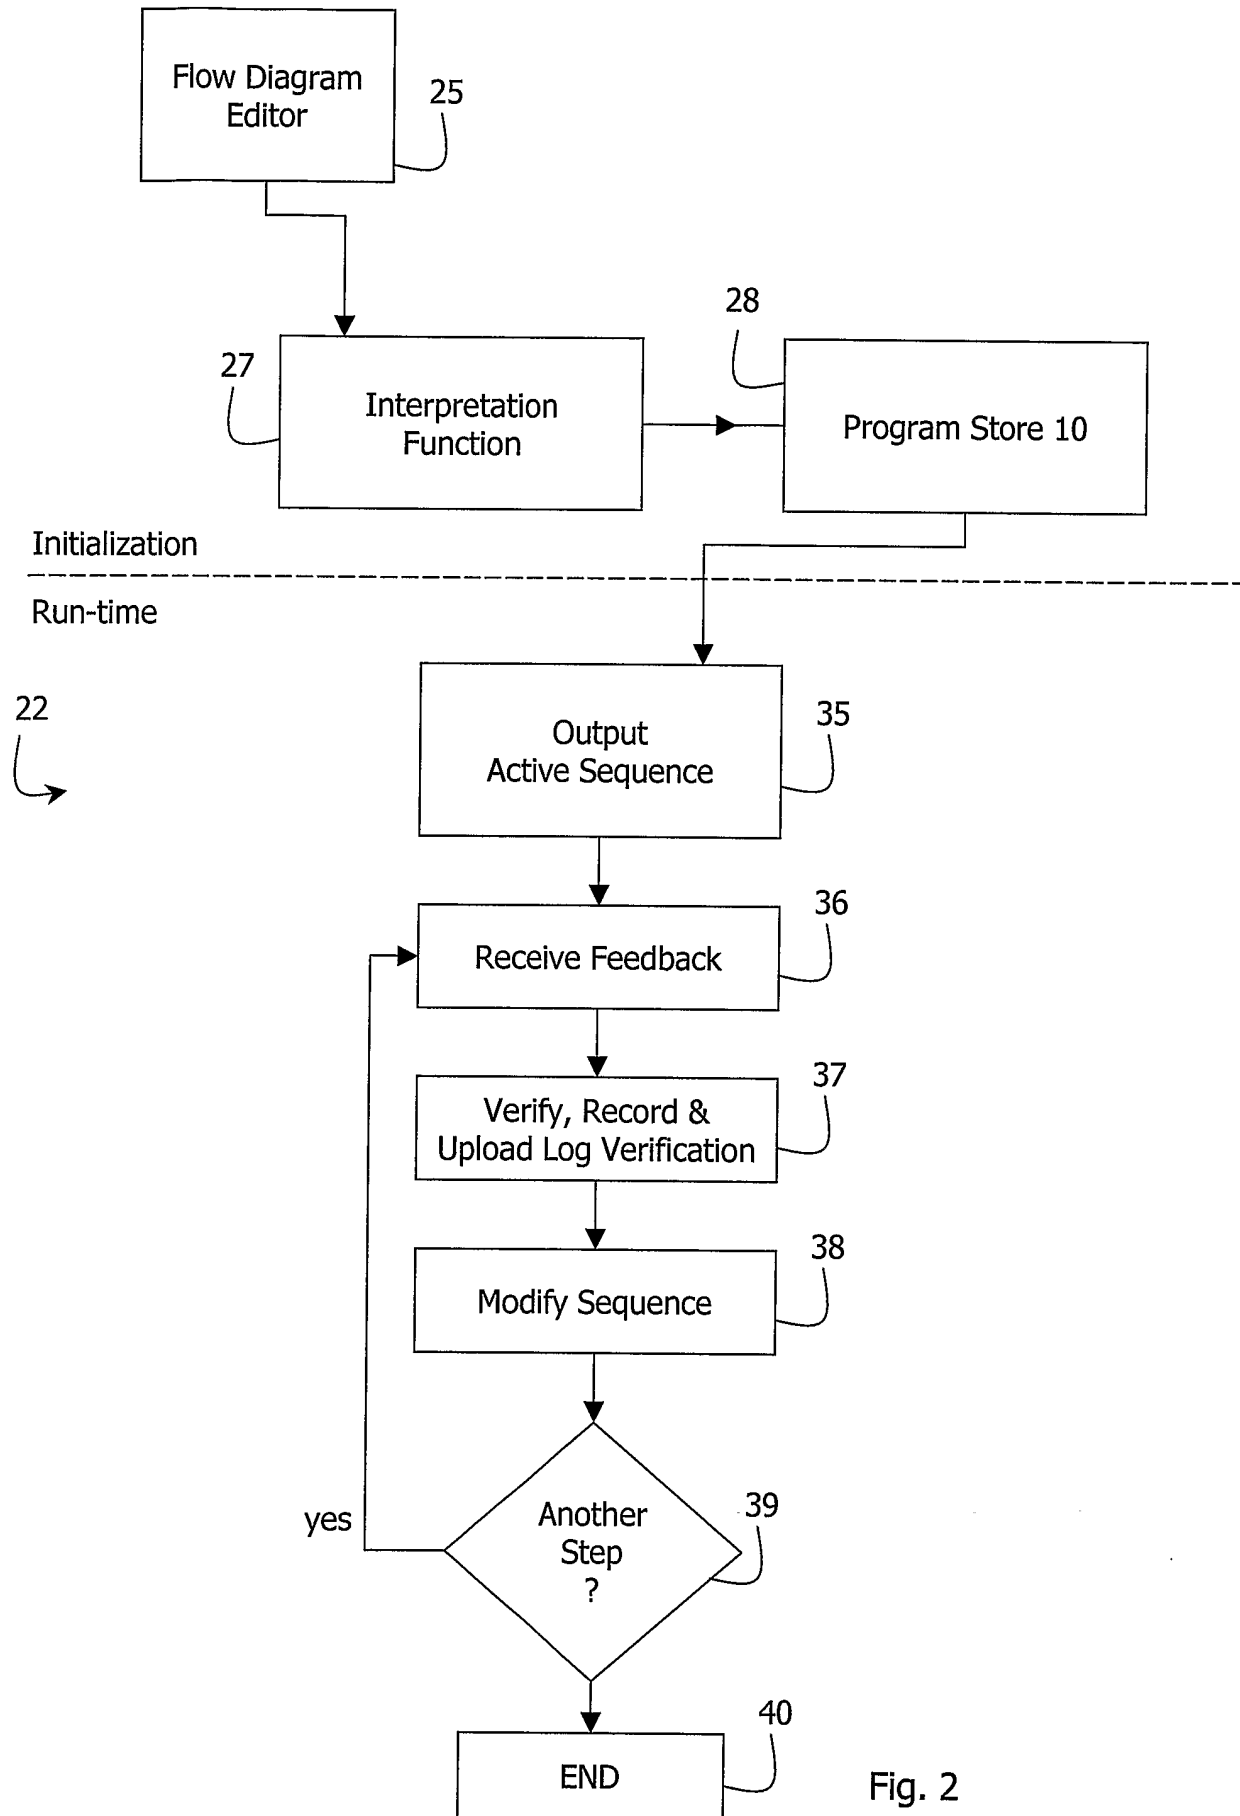 Flow Diagram
Editor
25
28
27
Interpretation
Function
Program Store 10
Initialization
Run-time
22
Output
Active Sequence
35
36
Receive Feedback
37
Verify, Record &
Upload Log Verification
38
Modify Sequence
39
Another
Step
?
yes
40
END
Fig. 2